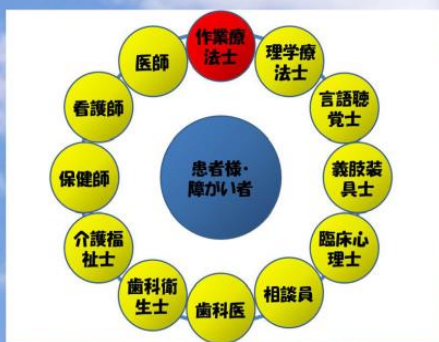 作業療
法士
理学療
法士
言語聴
覚士
義肢装
具士
臨床心
理士
相談員
歯科医
歯科衛
生士
介護福
祉士
保健師
看護師
医師
患者様・
障がい者